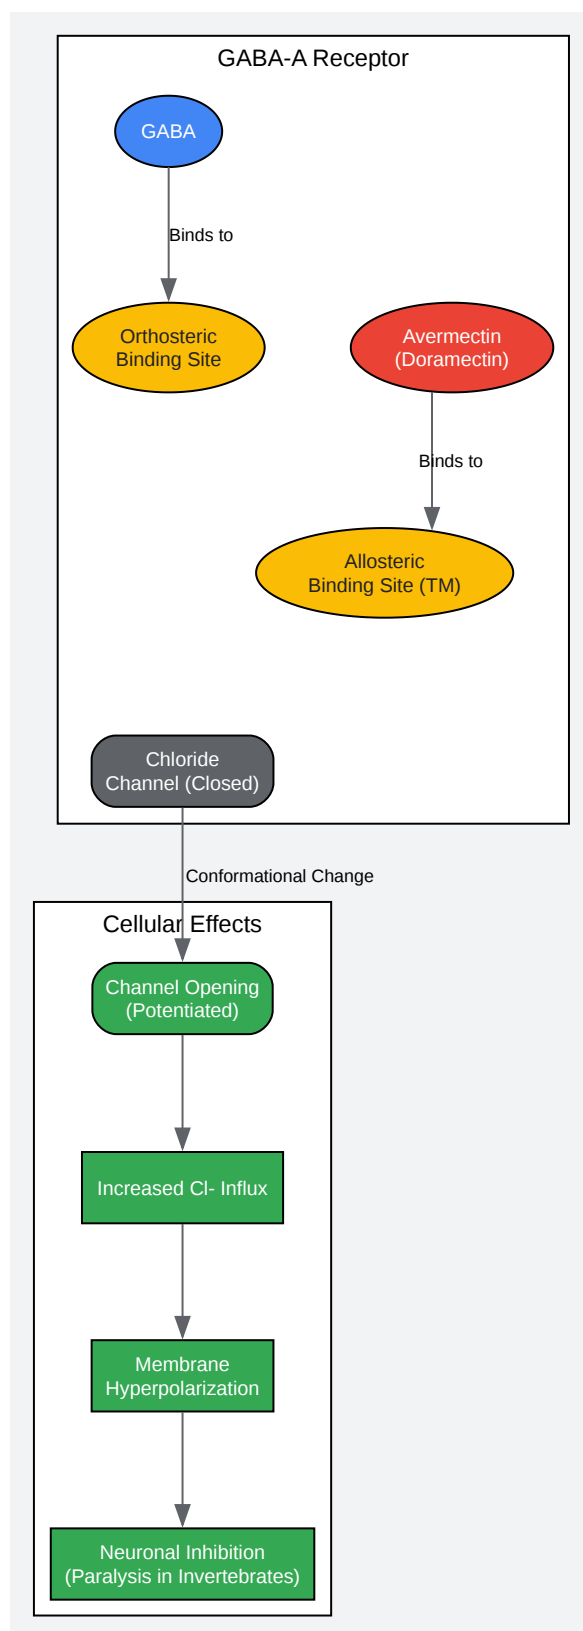 GABA-A Receptor
GABA
Binds to
Orthosteric
Binding Site
Avermectin
(Doramectin)
Binds to
Allosteric
Binding Site (TM)
Chloride
Channel (Closed)
Conformational Change
Cellular Effects
Channel Opening
(Potentiated)
Increased Cl- Influx
Membrane
Hyperpolarization
Neuronal Inhibition
(Paralysis in Invertebrates)